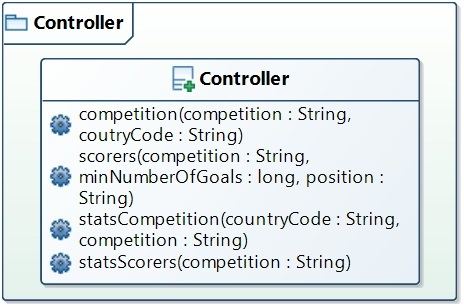 Controller
Controller
competition(competition : String,
coutryCode : String)
scorers(competition : String,
minNumberOfGoals : long, position :
String)
statsCompetition(countryCode : String,
competition : String)
statsScorers(competition : String)